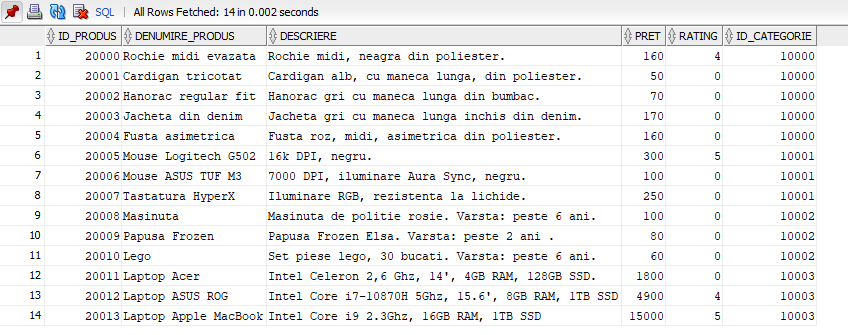 SQL | All Rows Fetched: 14 in 0.002 seconds
ID_PRODUS DENUMIRE_PRODUS DESCRIERE PRET RATING ID_CATEGORIE
1 20000 Rochie midi evazata Rochie midi, neagra din poliester. 160 4 10000
2 20001 Cardigan tricotat Cardigan alb, cu maneca lunga, din poliester. 50 0 10000
3 20002 Hanorac regular fit Hanorac gri cu maneca lunga din bumbac. 70 0 10000
4 20003 Jacheta din denim Jacheta gri cu maneca lunga inchis din denim. 170 0 10000
5 20004 Fusta asimetrica Fusta roz, midi, asimetrica din poliester. 160 0 10000
6 20005 Mouse Logitech G502 16k DPI, negru. 300 5 10001
7 20006 Mouse ASUS TUF M3 7000 DPI, iluminare Aura Sync, negru. 100 0 10001
8 20007 Tastatura HyperX Iluminare RGB, rezistenta la lichide. 250 0 10001
9 20008 Masinuta Masinuta de politie rosie. Varsta: peste 6 ani. 100 0 10002
10 20009 Papusa Frozen Papusa Frozen Elsa. Varsta: peste 2 ani . 80 0 10002
11 20010 Lego Set piese lego, 30 bucati. Varsta: peste 6 ani. 60 0 10002
12 20011 Laptop Acer Intel Celeron 2,6 Ghz, 14', 4GB RAM, 128GB SSD. 1800 0 10003
13 20012 Laptop ASUS ROG Intel Core i7-10870H 5Ghz, 15.6', 8GB RAM, 1TB SSD 4900 4 10003
14 20013 Laptop Apple MacBook Intel Core i9 2.3Ghz, 16GB RAM, 1TB SSD 15000 5 10003